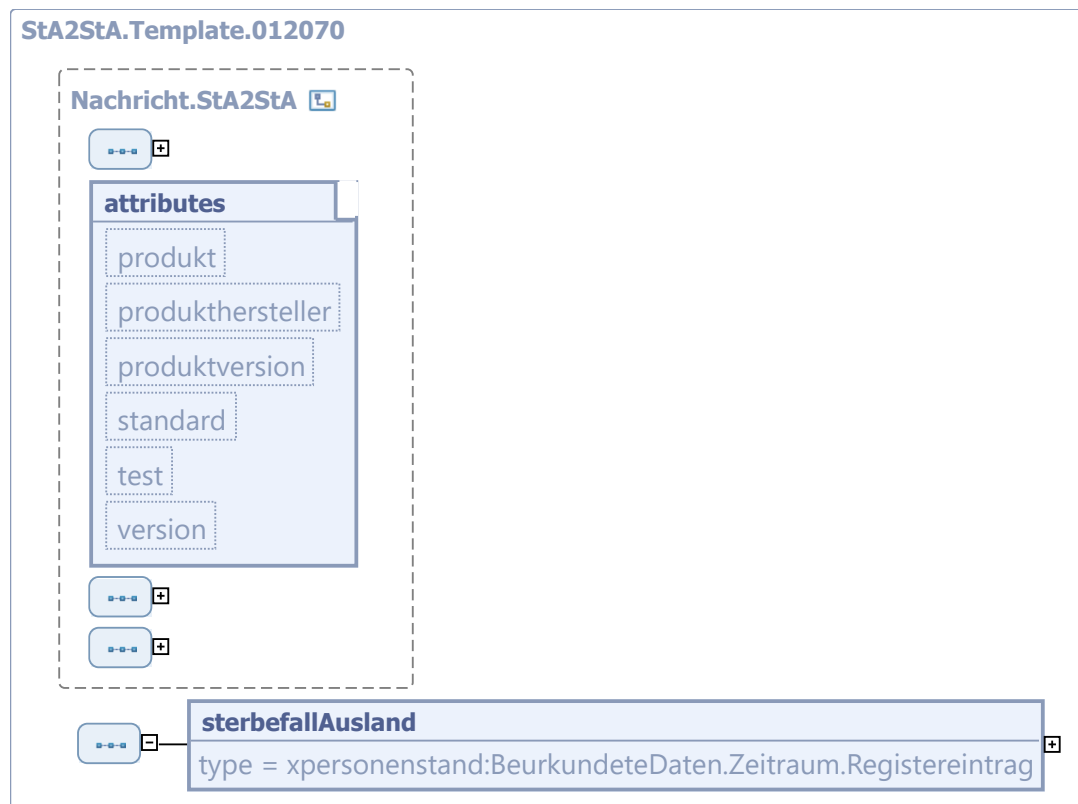 StA2StA.Template.012070
Nachricht.StA2StA
attributes
produkt
produkthersteller
produktversion
standard
test
version
sterbefallAusland
type = xpersonenstand:BeurkundeteDaten.Zeitraum.Registereintrag